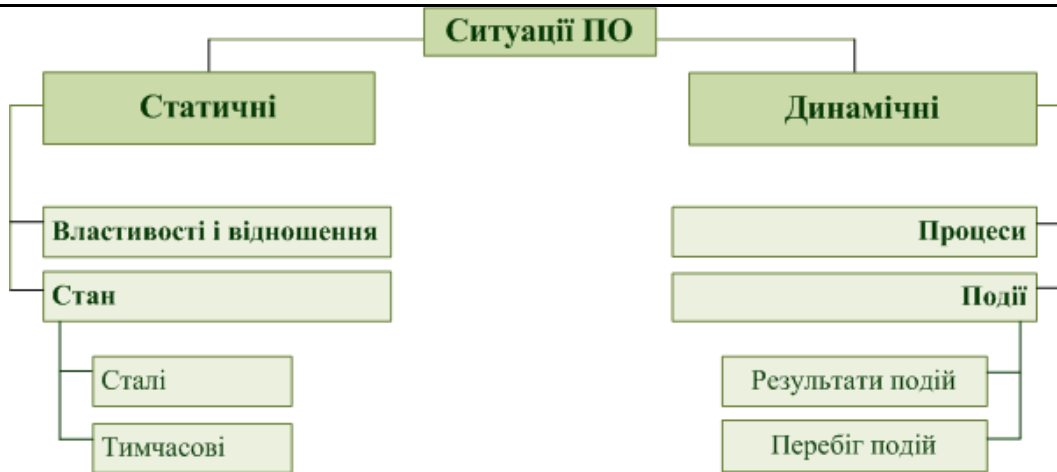 Ситуації ПО
Статичні
Динамічні
Властивості і відношення
Процеси
Стан
Події
Сталі
Результати подій
Тимчасові
Перебіг подій